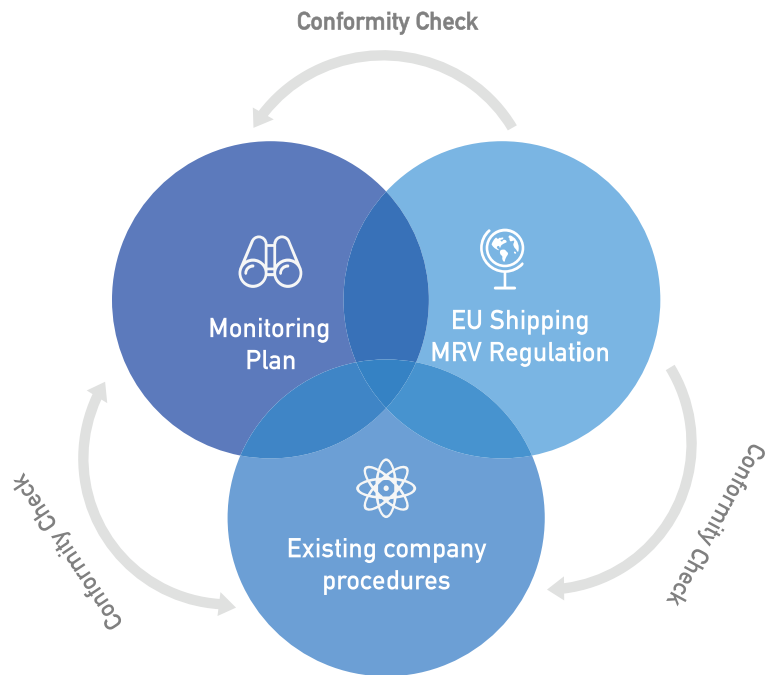 Conformity Check
Monitoring
Plan
EU Shipping
MRV Regulation
Conformity Check
Conformity Check
Existing company
procedures